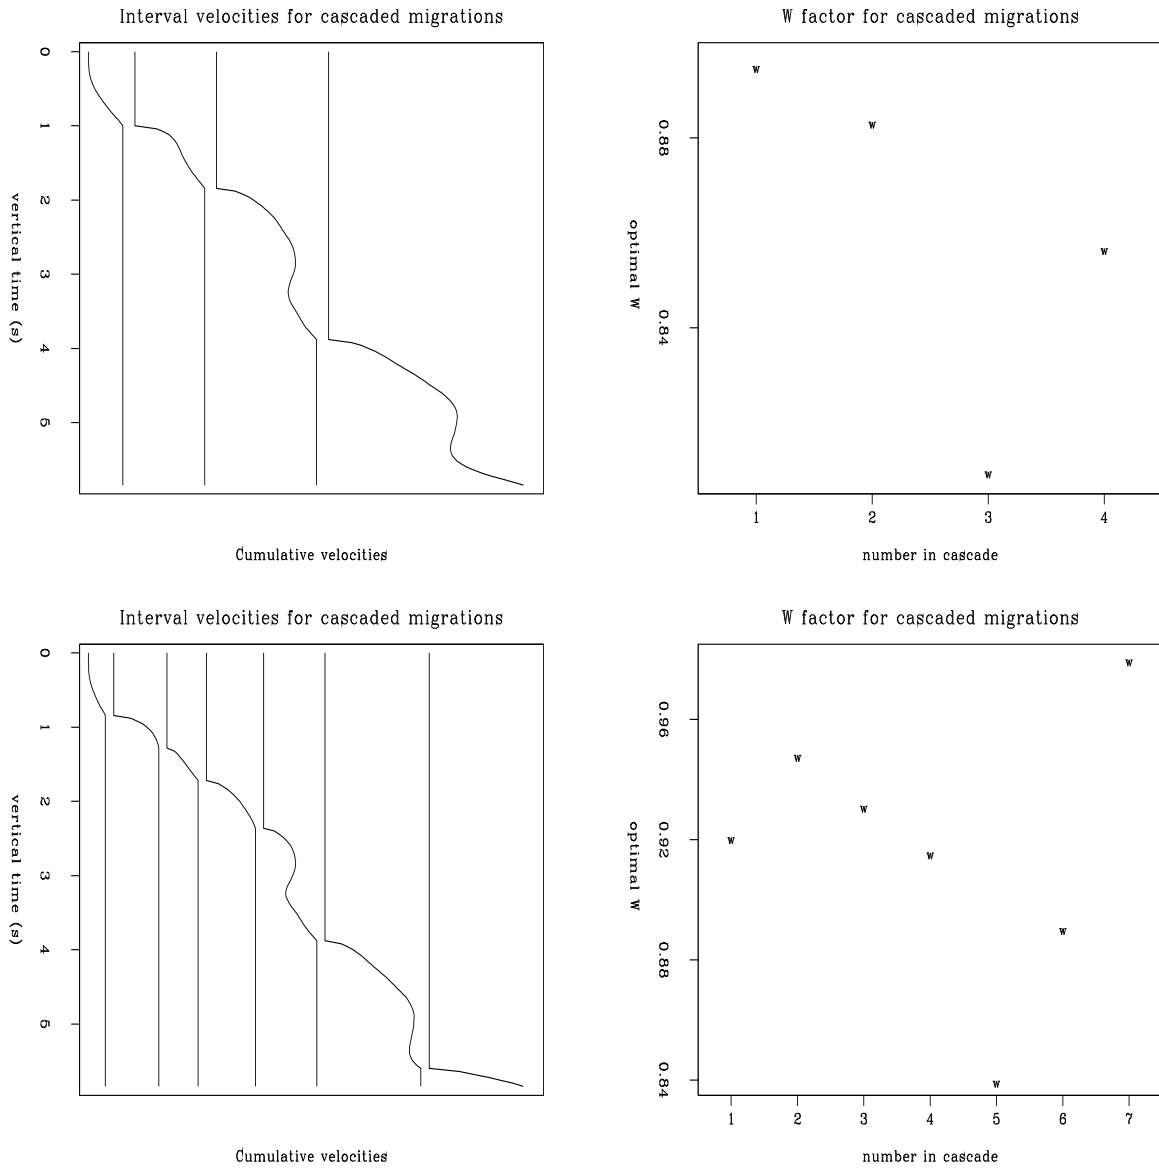 Interval velocities for cascaded migrations
0
1
2
3
4
5
vertical time (s)
Cumulative velocities
W factor for cascaded migrations
0.88
0.84
optimal W
w
w
w
w
1 2 3 4
number in cascade
Interval velocities for cascaded migrations
0
1
2
3
4
5
vertical time (s)
Cumulative velocities
W factor for cascaded migrations
0.96
0.92
0.88
0.84
optimal W
w
w
w
w
w
w
w
1 2 3 4 5 6 7
number in cascade